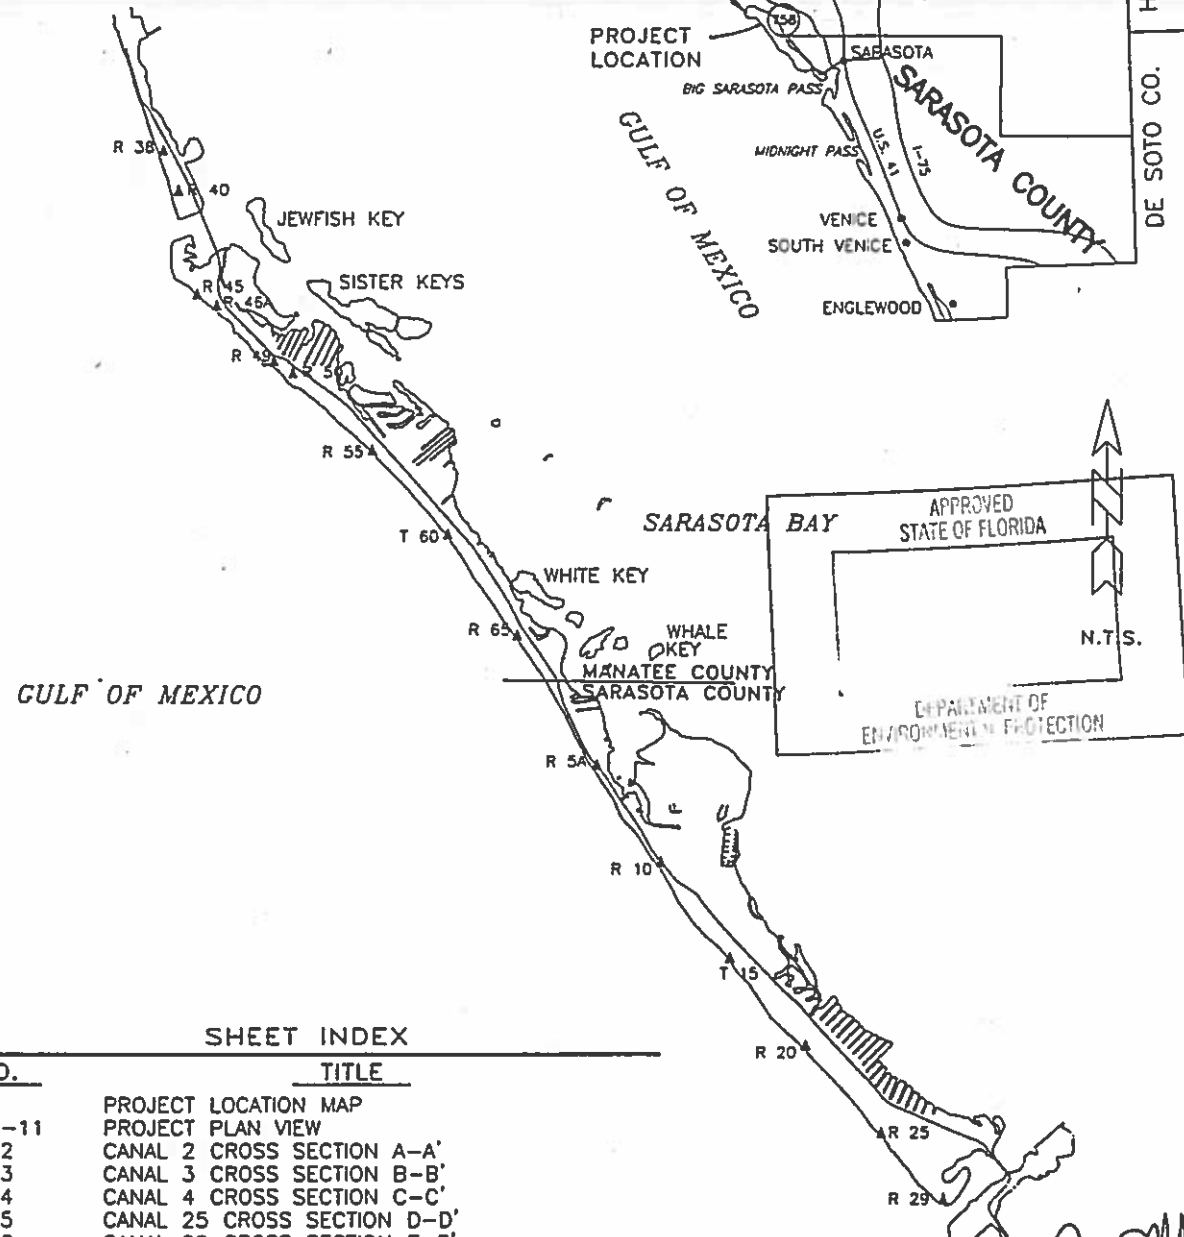 PROJECT
LOCATION
758
SARASOTA
BIG SARASOTA PASS
SARASOTA COUNTY
GULF OF MEXICO
MIDNIGHT PASS
U.S. 41
I-75
VENICE
SOUTH VENICE
ENGLEWOOD
DE SOTO CO.
R 38
R 40
JEWFISH KEY
SISTER KEYS
R 45
R 46A
R 49
R 55
T 60
SARASOTA BAY
APPROVED
STATE OF FLORIDA
N.T.S.
DEPARTMENT OF
ENVIRONMENTAL PROTECTION
WHITE KEY
R 65
WHALE
KEY
MANATEE COUNTY
SARASOTA COUNTY
GULF OF MEXICO
R 5A
R 10
T 15
R 20
R 25
R 29
SHEET INDEX
TITLE
PROJECT LOCATION MAP
-11 PROJECT PLAN VIEW
2 CANAL 2 CROSS SECTION A-A'
3 CANAL 3 CROSS SECTION B-B'
4 CANAL 4 CROSS SECTION C-C'
5 CANAL 25 CROSS SECTION D-D'